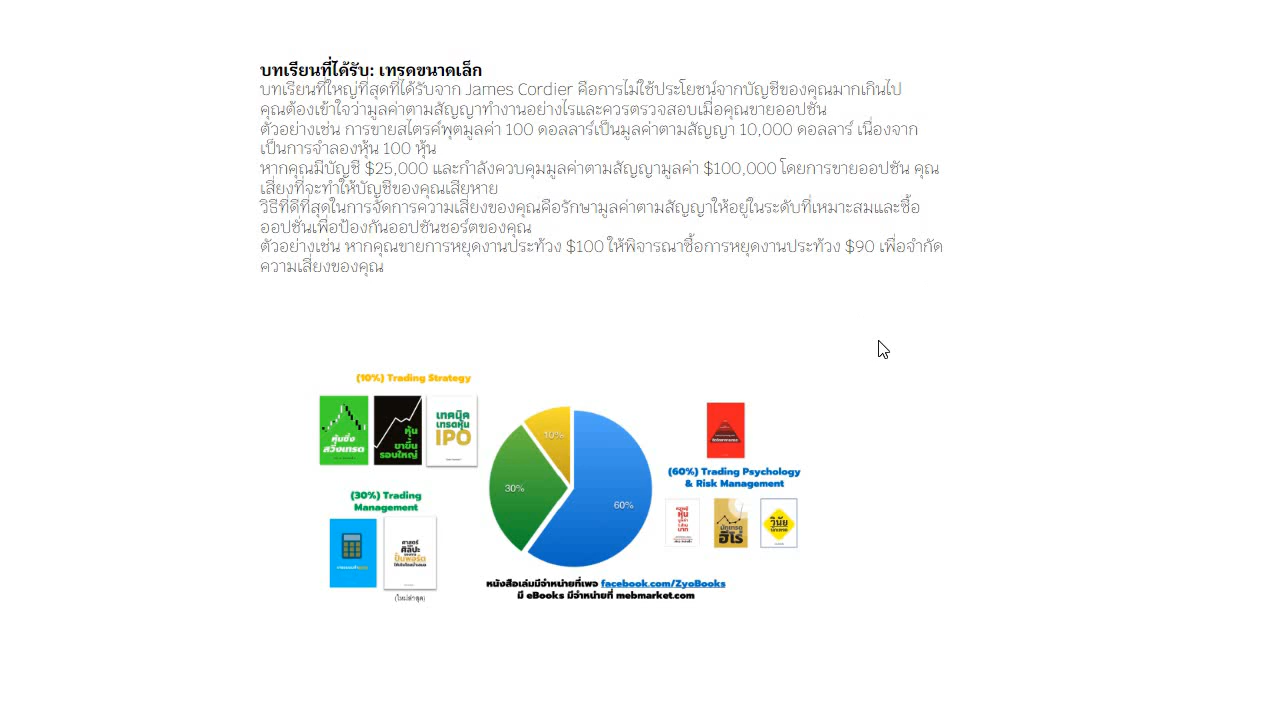 บทเรียนที่ได้รับ: เทรดขนาดเล็ก
บทเรียนที่ใหญ่ที่สุดที่ได้รับจาก James Cordier คือการไม่ใช้ประโยชน์จากบัญชีของคุณมากเกินไป
คุณต้องเข้าใจว่ามูลค่าตามสัญญาทำงานอย่างไรและควรตรวจสอบเมื่อคุณขายออปชั่น
ตัวอย่างเช่น การขายสไตรค์พุตมูลค่า 100 ดอลลาร์เป็นมูลค่าตามสัญญา 10,000 ดอลลาร์ เนื่องจาก
เป็นการจำลองหุ้น 100 หุ้น
หากคุณมีบัญชี $25,000 และกำลังควบคุมมูลค่าตามสัญญามูลค่า $100,000 โดยการขายออปชัน คุณ
เสี่ยงที่จะทำให้บัญชีของคุณเสียหาย
วิธีที่ดีที่สุดในการจัดการความเสี่ยงของคุณคือรักษามูลค่าตามสัญญาให้อยู่ในระดับที่เหมาะสมและซื้อ
ออปชั่นเพื่อป้องกันออปชันชอร์ตของคุณ
ตัวอย่างเช่น หากคุณขายการหยุดงานประท้วง $100 ให้พิจารณาซื้อการหยุดงานประท้วง $90 เพื่อจำกัด
ความเสี่ยงของคุณ
(10%) Trading Strategy
หุ้นซิ่ง
สวิงเทรด
หุ้น
ขาขึ้น
รอบใหญ่
เทคนิค
เทรดหุ้น
IPO
10%
30%
60%
(60%) Trading Psychology
& Risk Management
วินัย
(30%) Trading
Management
ศาสตร์
ศิลปะ
ปั้นพอร์ต
(ใหม่ล่าสุด)
หนังสือเล่มมีจำหน่ายที่เพจ facebook.com/ZyoBooks
มี eBooks มีจำหน่ายที่ mebmarket.com